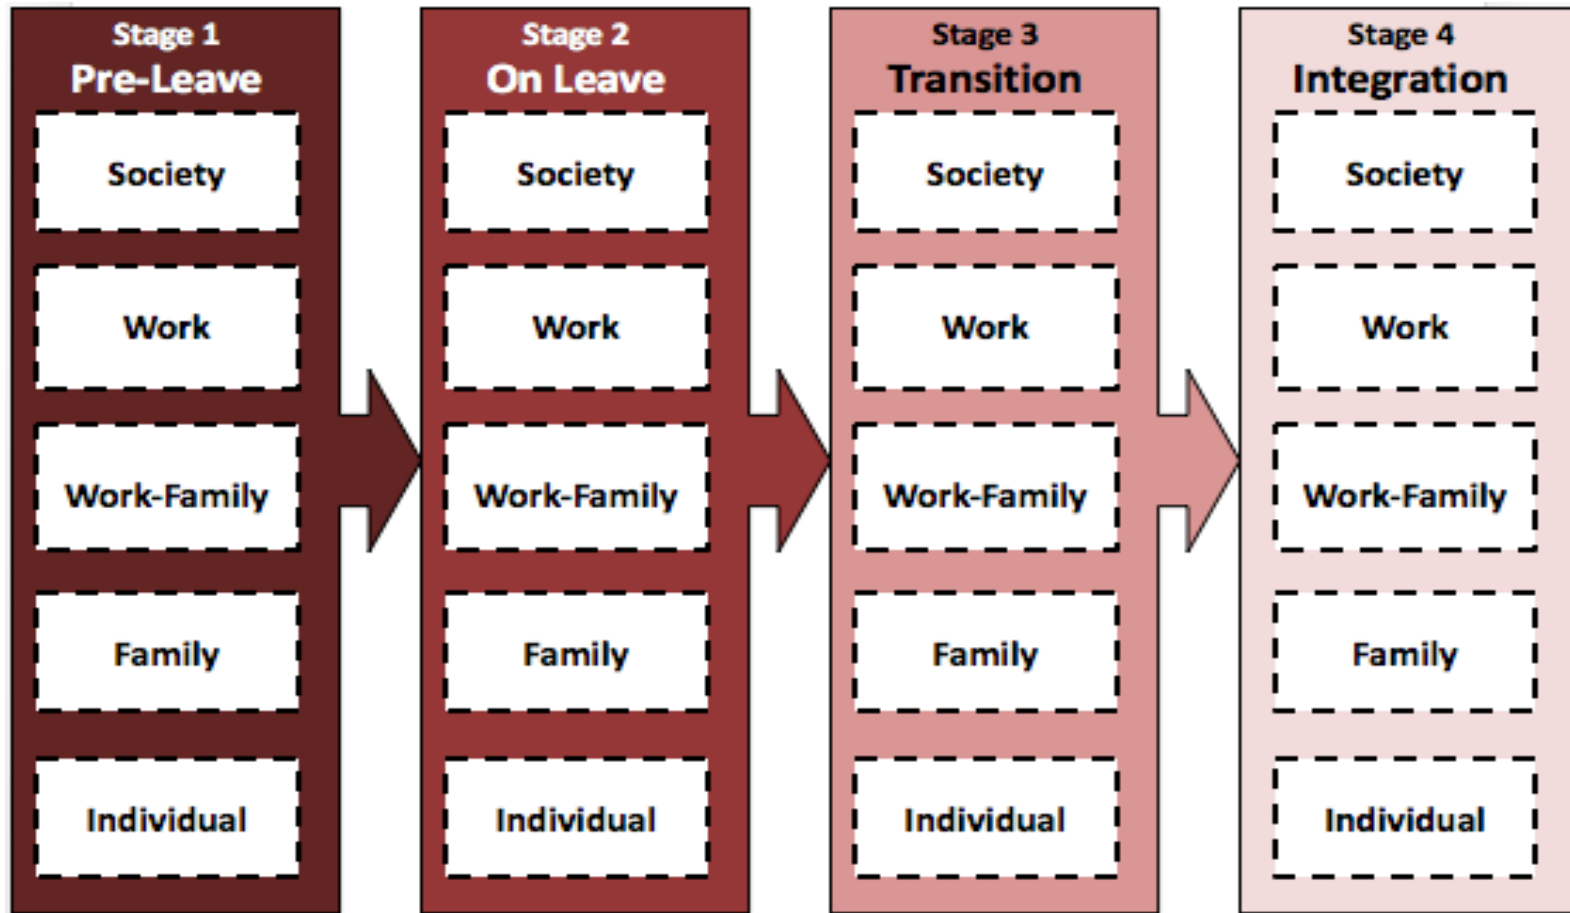 Stage 1
Pre-Leave
Society
Work
Work-Family
Family
Individual
Stage 2
On Leave
Society
Work
Work-Family
Family
Individual
Stage 3
Transition
Society
Work
Work-Family
Family
Individual
Stage 4
Integration
Society
Work
Work-Family
Family
Individual